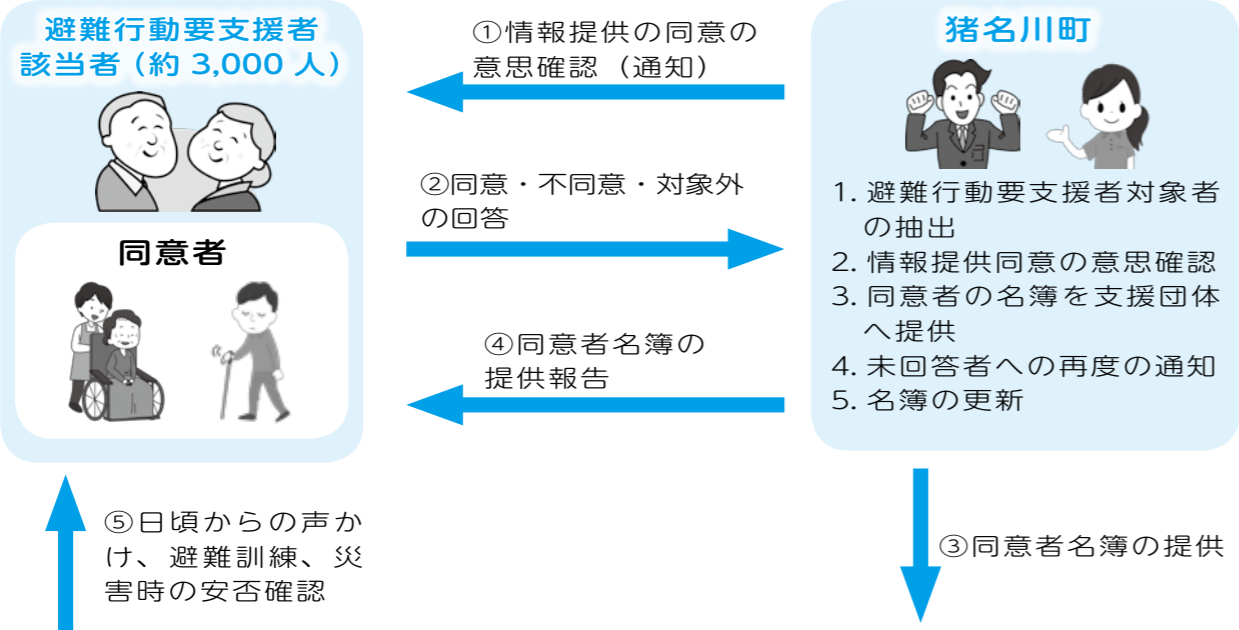 避難行動要支援者
該当者（約 3,000 人）
同意者
①情報提供の同意の
意思確認（通知）
②同意・不同意・対象外
の回答
④同意者名簿の
提供報告
猪名川町
1. 避難行動要支援者対象者
の抽出
2. 情報提供同意の意思確認
3. 同意者の名簿を支援団体
へ提供
4. 未回答者への再度の通知
5. 名簿の更新
⑤日頃からの声か
け、避難訓練、災
害時の安否確認
③同意者名簿の提供